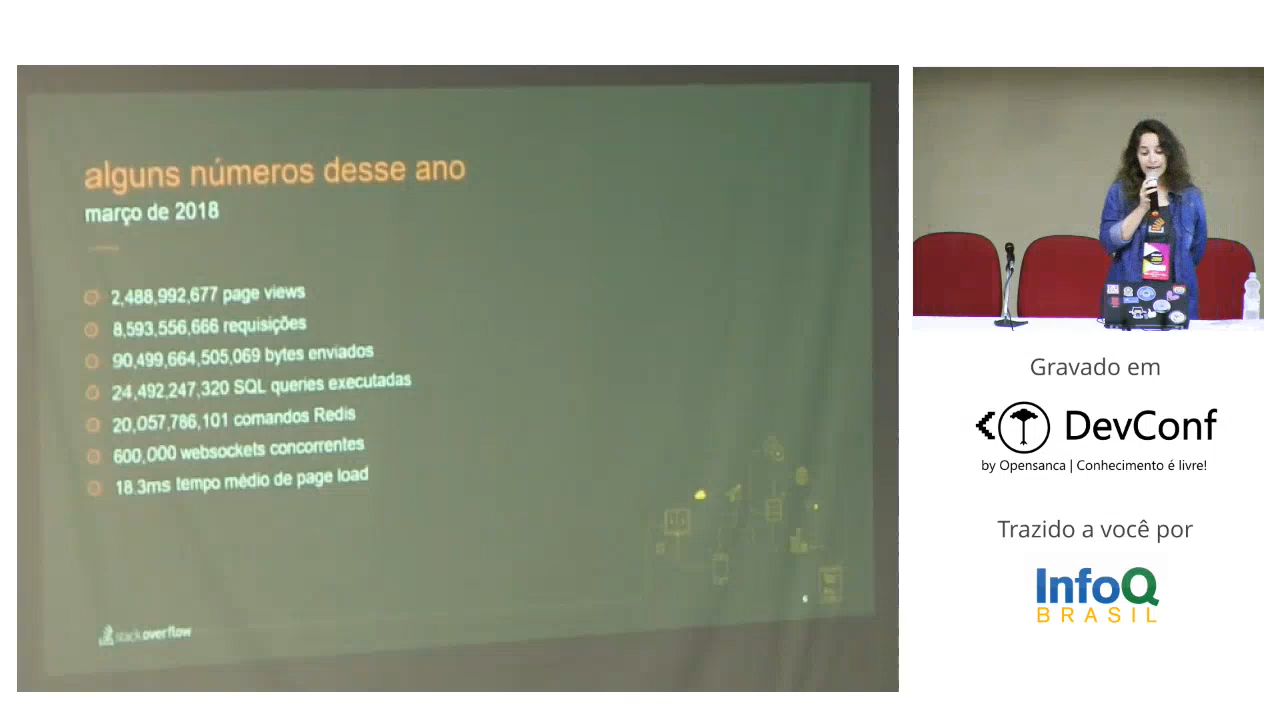 alguns números desse ano
março de 2018
2,488,992,677 page views
8,593,556,666 requisições
90,499,664,505,069 bytes enviados
24,492,247,320 SQL queries executadas
20,057,786,101 comandos Redis
600,000 websockets concorrentes
18.3ms tempo médio de page load
6
stackoverflow
Gravado em
DevConf
by Opensanca | Conhecimento é livre!
Trazido a você por
InfoQ
BRASIL